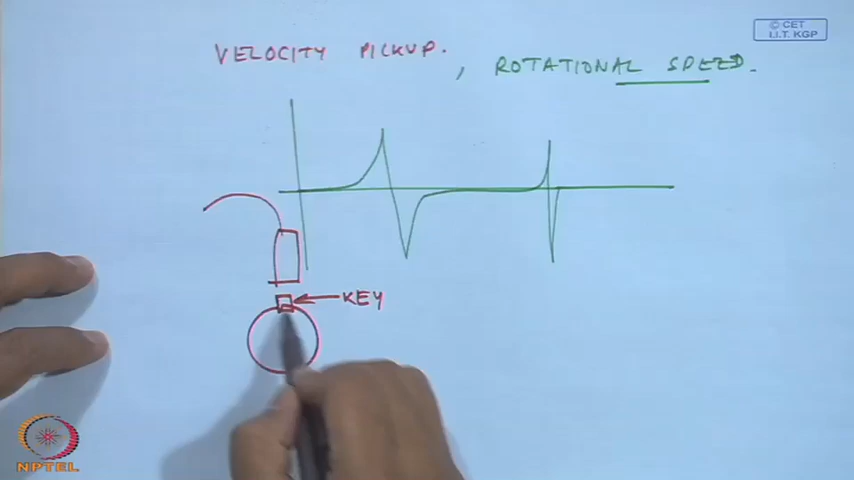 © CET
I.I.T. KGP
VELOCITY PICKUP.
, ROTATIONAL SPEED.
KEY
NPTEL